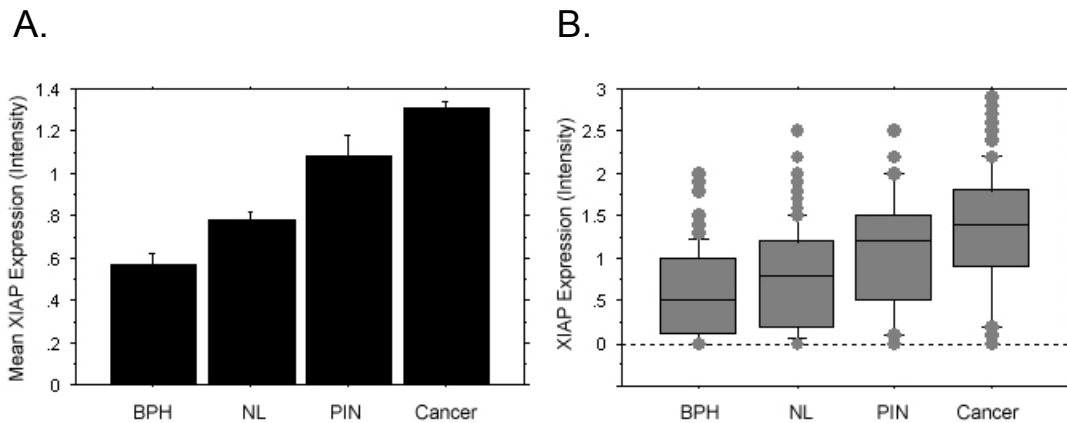 A.
Mean XIAP Expression (Intensity)
1.4
1.2
1
.8
.6
.4
.2
0
BPH NL PIN Cancer
B.
XIAP Expression (Intensity)
3
2.5
2
1.5
1
.5
0
BPH NL PIN Cancer